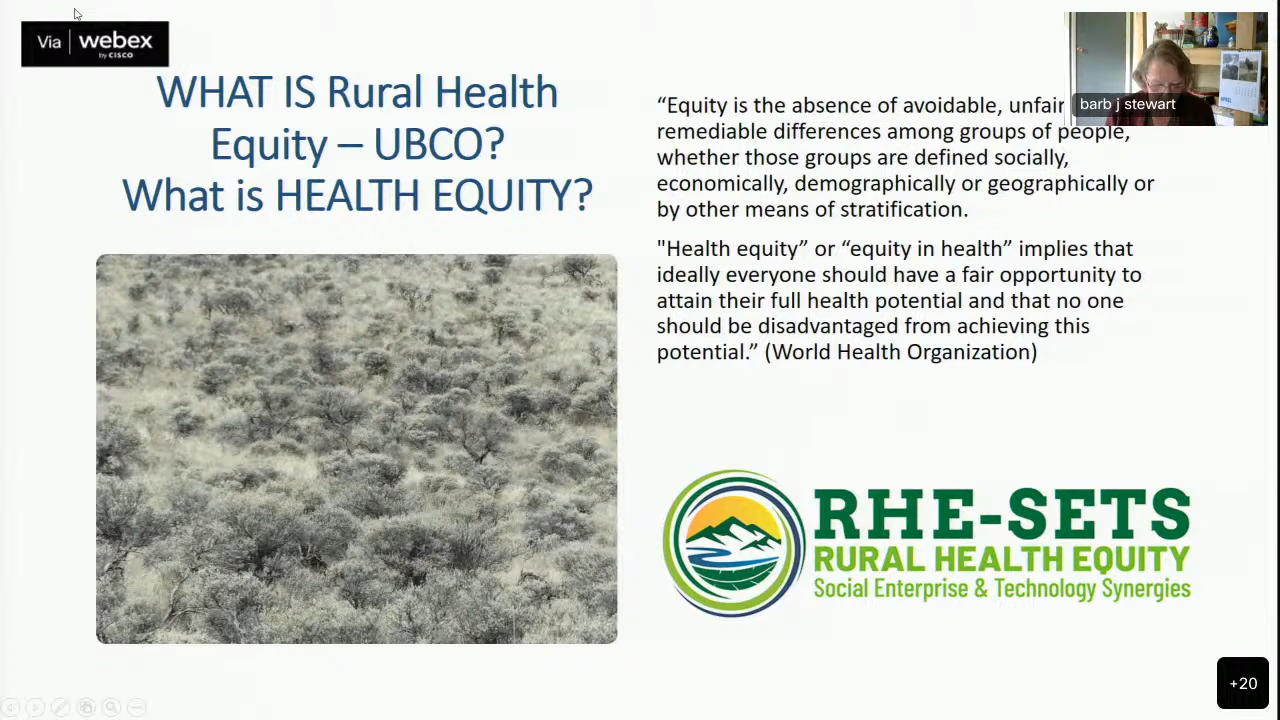 Via webex
by CISCO
WHAT IS Rural Health
Equity – UBCO?
What is HEALTH EQUITY?
“Equity is the absence of avoidable, unfair
remediable differences among groups of people,
whether those groups are defined socially,
economically, demographically or geographically or
by other means of stratification.
"Health equity” or “equity in health” implies that
ideally everyone should have a fair opportunity to
attain their full health potential and that no one
should be disadvantaged from achieving this
potential.” (World Health Organization)
barb j stewart
APRIL
RHE-SETS
RURAL HEALTH EQUITY
Social Enterprise & Technology Synergies
+20